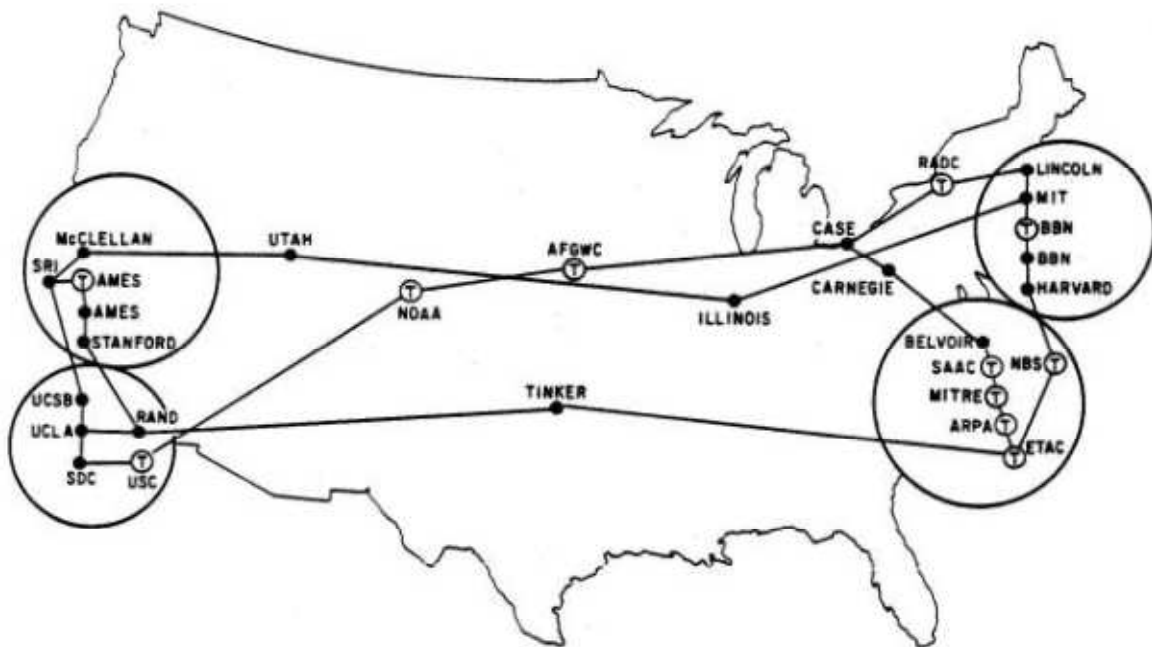 RADC
LINCOLN
MIT
T
T
BBN
McCLELLAN
UTAH
AFGWC
CASE
BBN
SRI
T
AMES
T
CARNEGIE
HARVARD
AMES
T
NOAA
ILLINOIS
STANFORD
BELVOIR
SAAC
T
NBS
T
UCSB
RAND
TINKER
MITRE
T
UCLA
ARPA
T
SDC
T
USC
T
ETAC